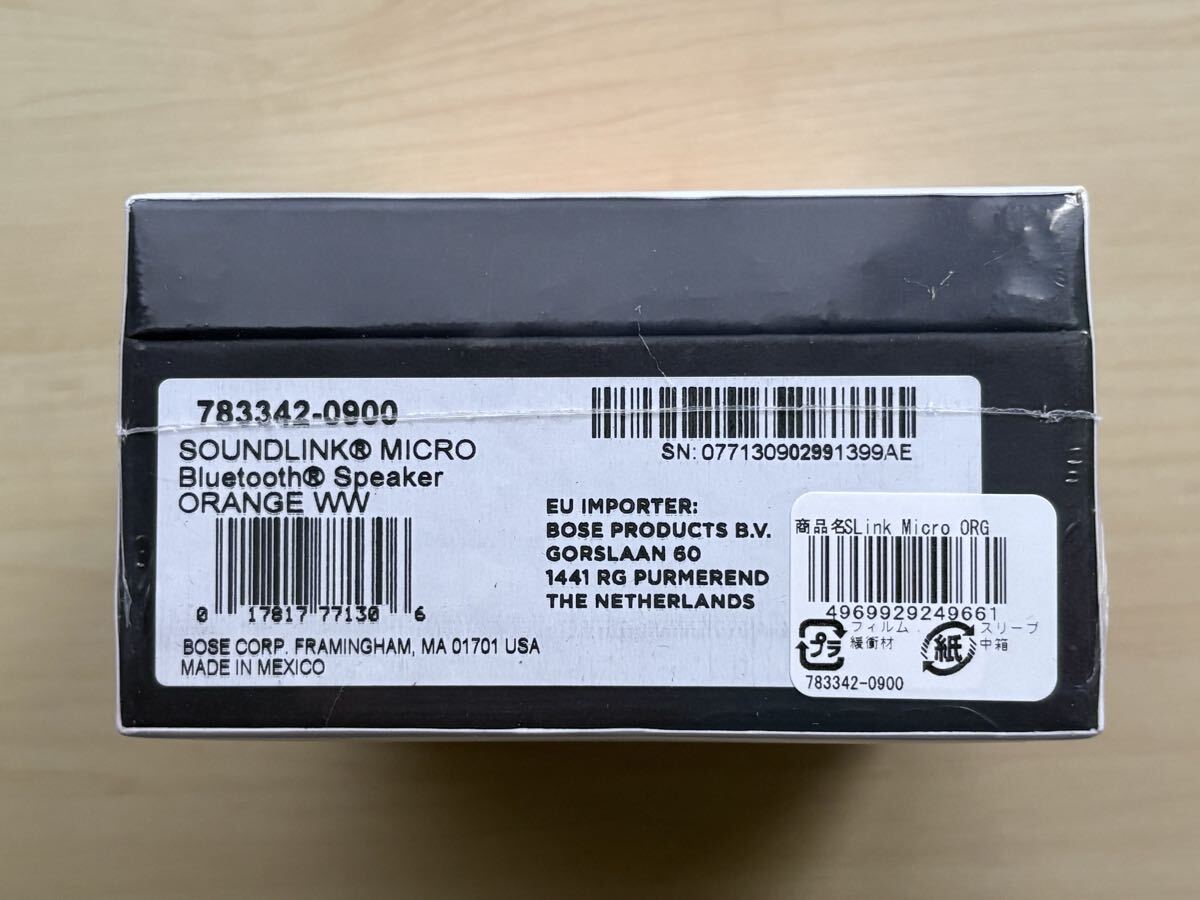 783342-0900
SOUNDLINK® MICRO
Bluetooth® Speaker
ORANGE WW
0 17817 77130 6
BOSE CORP. FRAMINGHAM, MA 01701 USA
MADE IN MEXICO
SN: 077130902991399AE
EU IMPORTER:
BOSE PRODUCTS B.V.
GORSLAAN 60
1441 RG PURMEREND
THE NETHERLANDS
商品名SLink Micro ORG
4969929249661
プラ
フィルム
緩衝材
紙
スリーブ
中箱
783342-0900